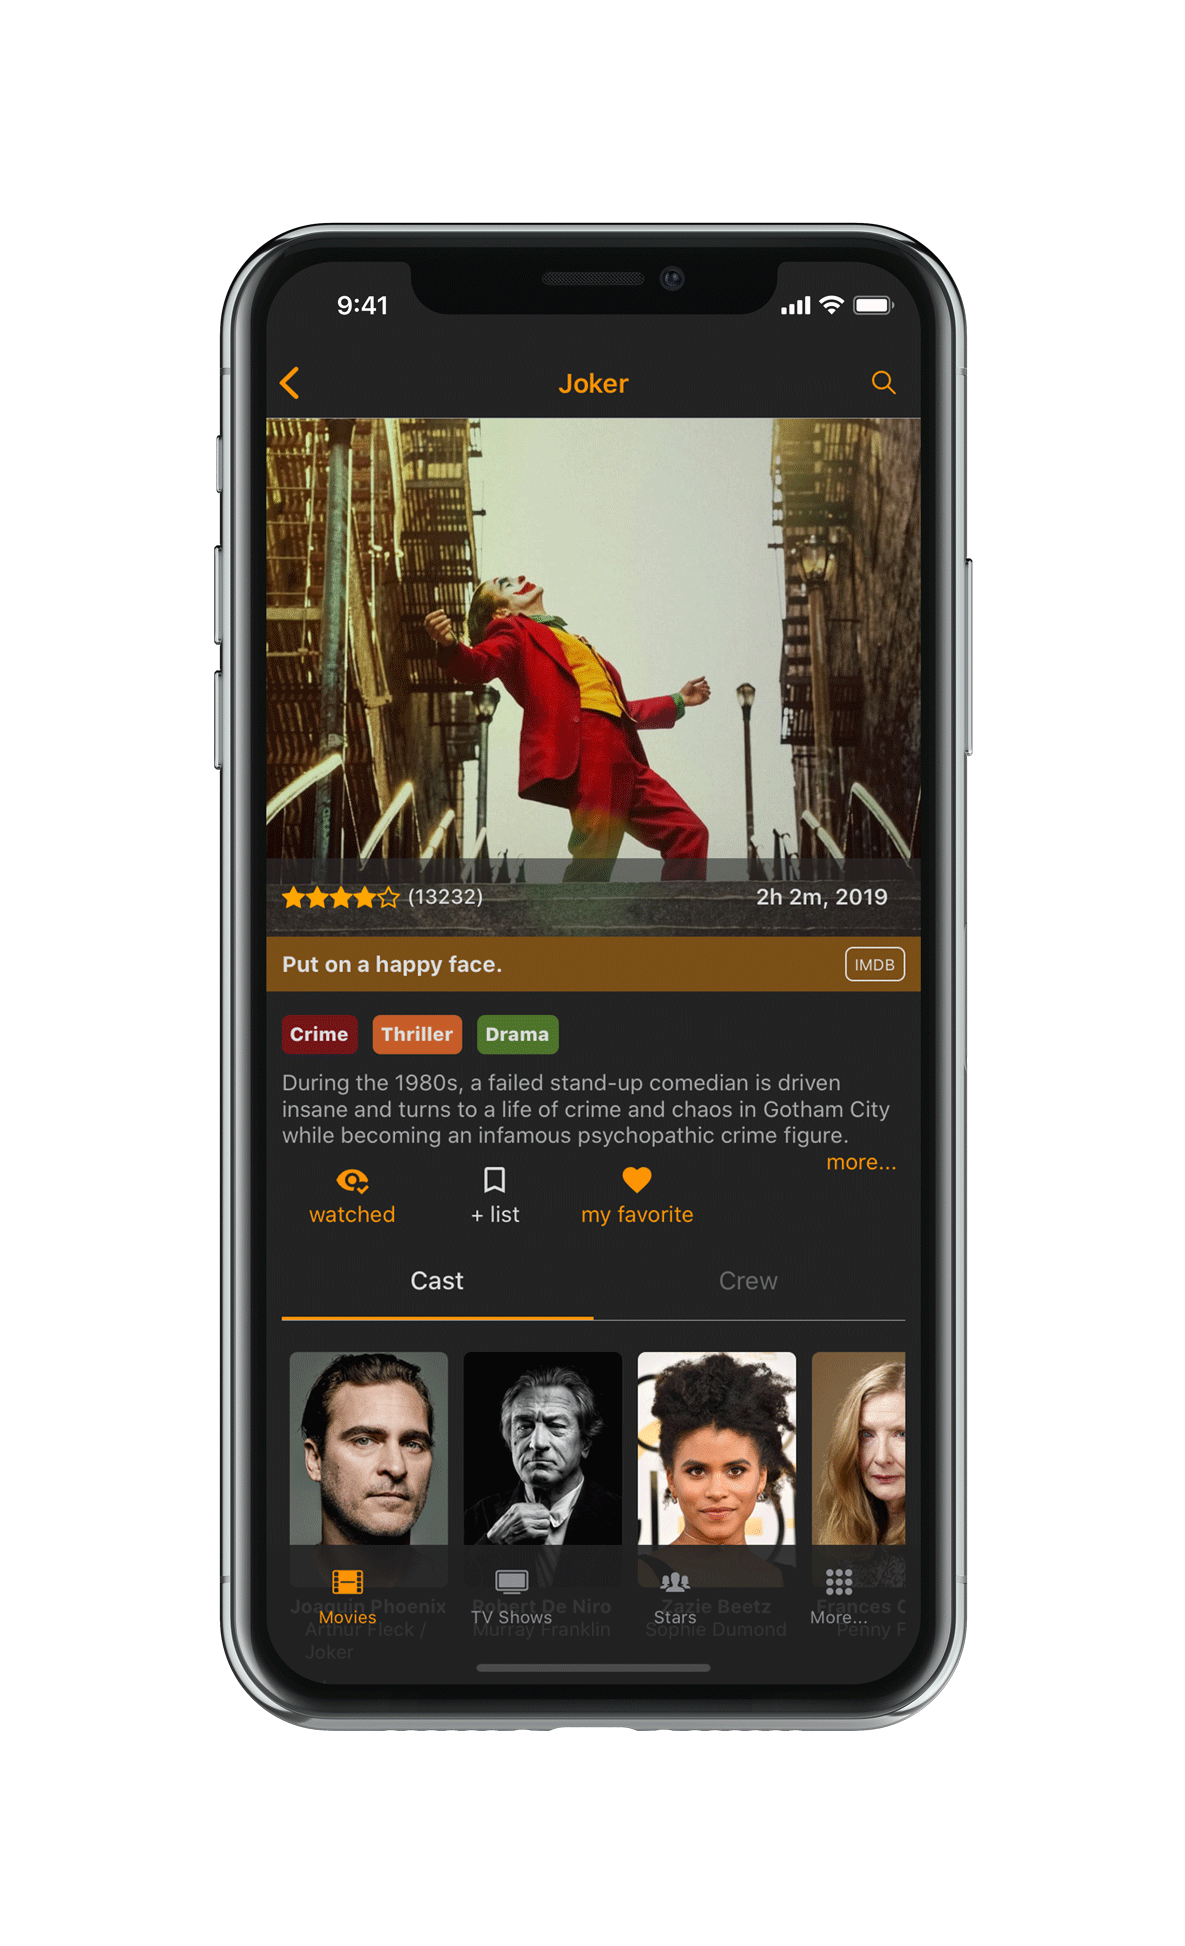 9:41
Joker
(13232)
2h 2m, 2019
Put on a happy face.
IMDB
Crime Thriller Drama
During the 1980s, a failed stand-up comedian is driven
insane and turns to a life of crime and chaos in Gotham City
while becoming an infamous psychopathic crime figure.
more...
watched + list my favorite
Cast Crew
Joaquin Phoenix Robert De Niro Zazie Beetz Frances C
Movies TV Shows Stars More...
Arthur Fleck / Murray Franklin Sophie Dumond Penny F
Joker